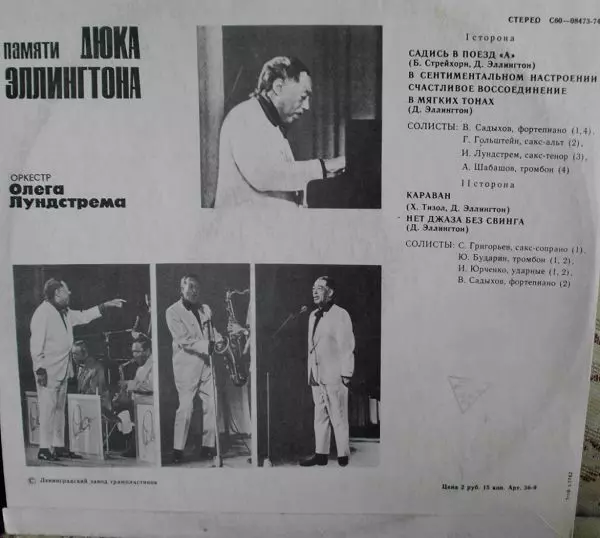 СТЕРЕО С60—08473-74
памяти ДЮКА
ЭЛЛИНГТОНА
ОРКЕСТР
Олега
Лундстрема
I сторона
САДИСЬ В ПОЕЗД «А»
(Б. Стрейхорн, Д. Эллингтон)
В СЕНТИМЕНТАЛЬНОМ НАСТРОЕНИИ
СЧАСТЛИВОЕ ВОССОЕДИНЕНИЕ
В МЯГКИХ ТОНАХ
(Д. Эллингтон)
СОЛИСТЫ: В. Садыхов, фортепиано (1,4).
Г. Гольштейн, сакс-альт (2).
И. Лундстрем, сакс-тенор (3),
А. Шабашов, тромбон (4)
II сторона
КАРАВАН
(Х. Тизол, Д. Эллингтон)
НЕТ ДЖАЗА БЕЗ СВИНГА
(Д. Эллингтон)
СОЛИСТЫ: С. Григорьев, сакс-сопрано (1).
Ю. Бударин, тромбон (1, 2).
И. Юрченко, ударные (1, 2).
В. Садыхов, фортепиано (2)
© Ленинградский завод грампластинок
Цена 2 руб. 15 коп. Арт. 36-9